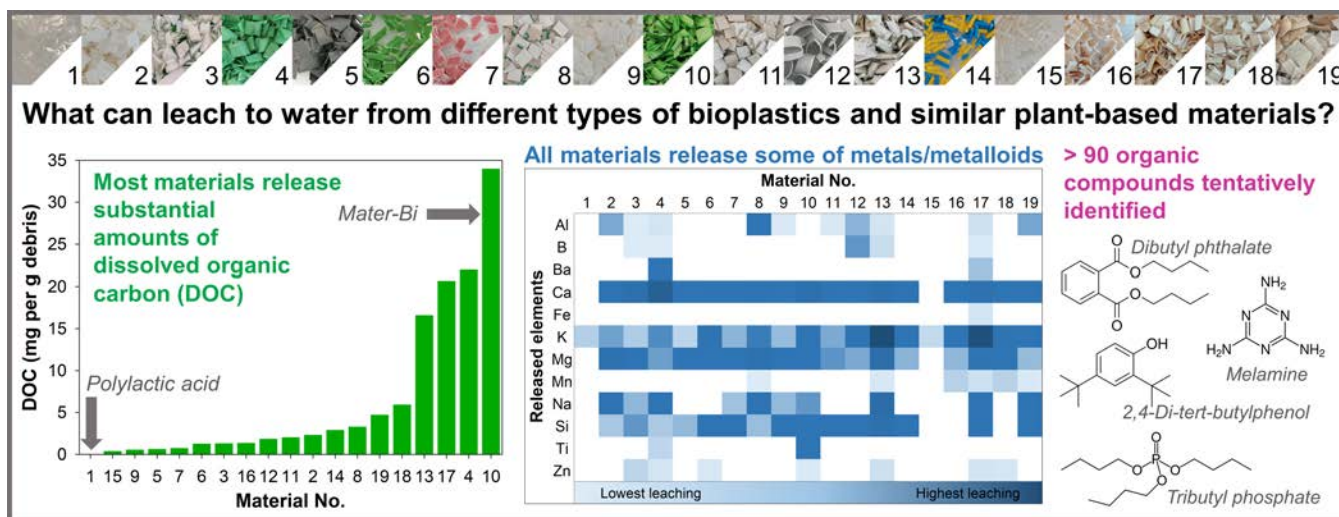 1 2 3 4 5 6 7 8 9 10 11 12 13 14 15 16 17 18 19
What can leach to water from different types of bioplastics and similar plant-based materials?
35
30
25
20
15
10
5
0
DOC (mg per g debris)
Most materials release
substantial
amounts of
dissolved organic
carbon (DOC)
Mater-Bi
Polylactic acid
1 15 9 5 7 6 3 16 12 11 2 14 8 19 18 13 17 4 10
Material No.
All materials release some of metals/metalloids
Material No.
1 2 3 4 5 6 7 8 9 10 11 12 13 14 15 16 17 18 19
Released elements
Al
B
Ba
Ca
Fe
K
Mg
Mn
Na
Si
Ti
Zn
Lowest leaching Highest leaching
> 90 organic
compounds tentatively
identified
Dibutyl phthalate
O
O
O
O
NH2
N N
H2N N NH2
Melamine
OH
2,4-Di-tert-butylphenol
O
O P O
O
Tributyl phosphate